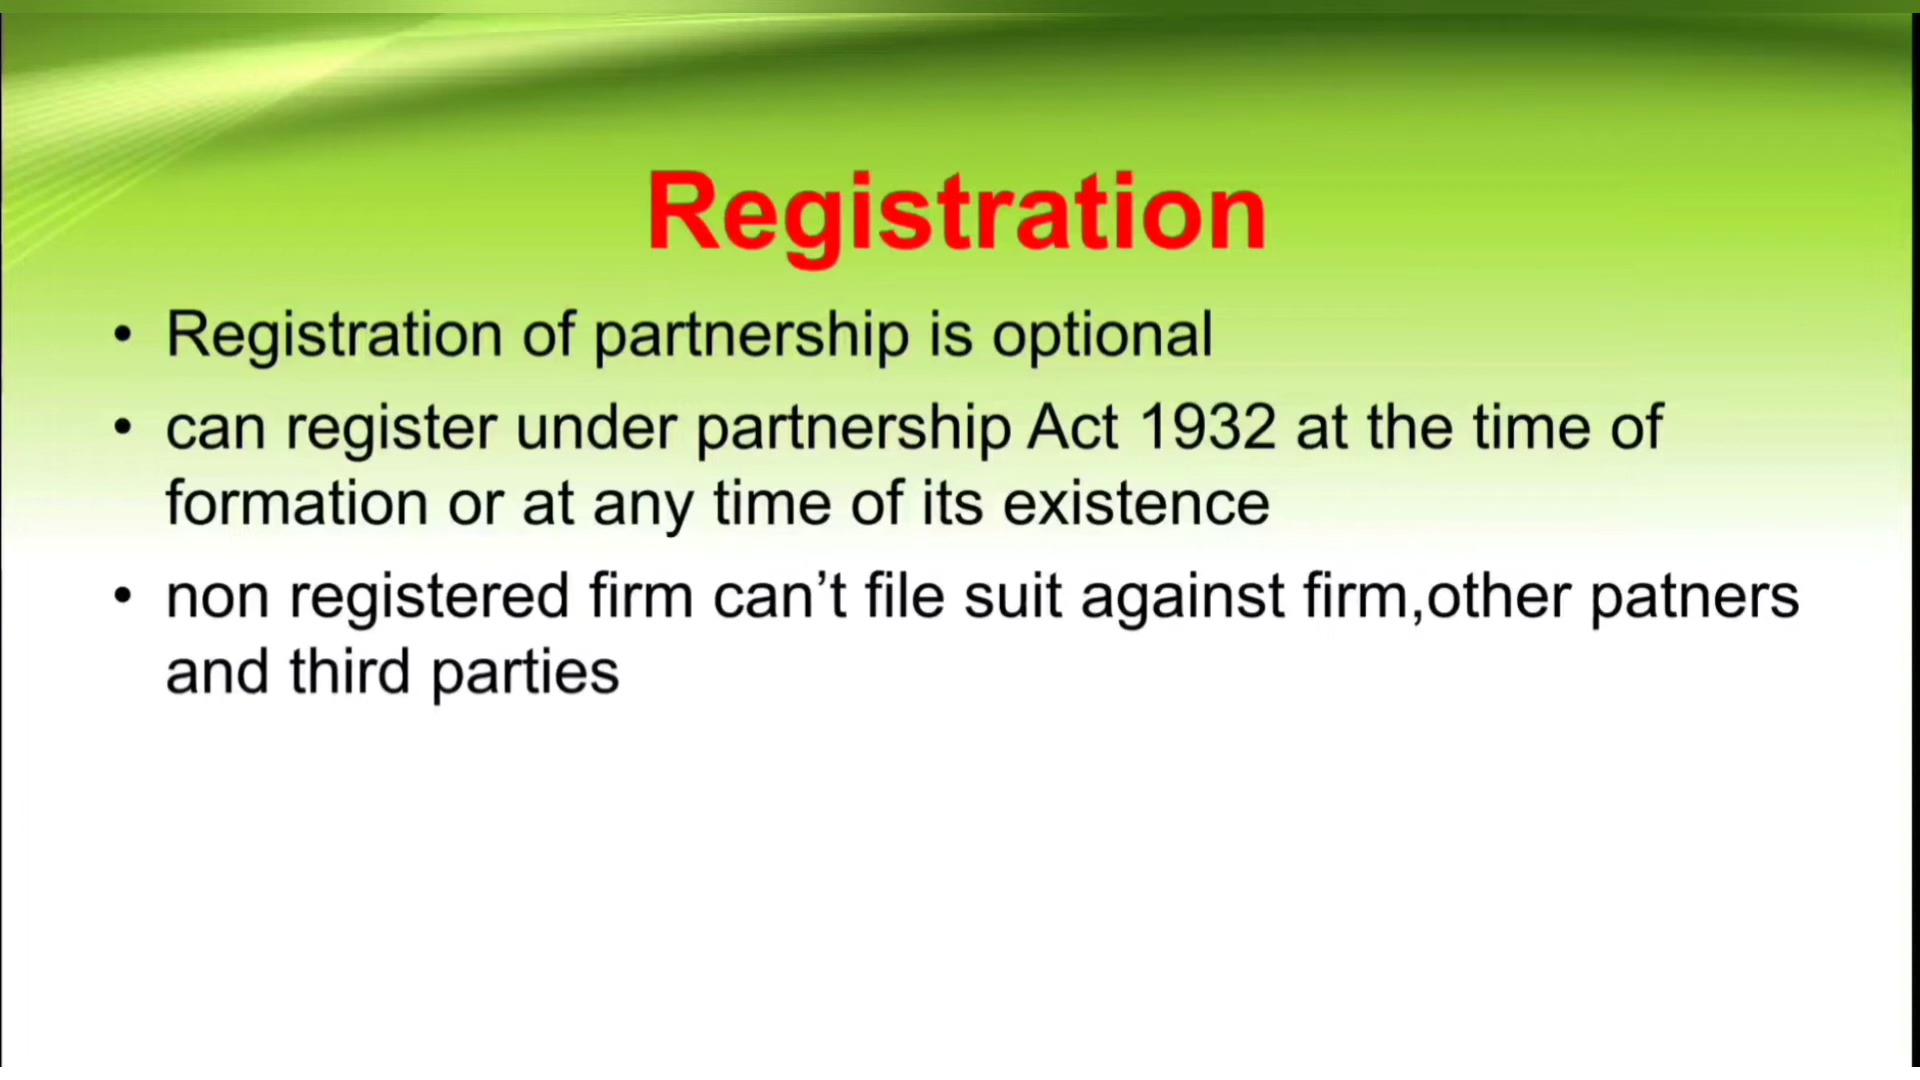 Registration
• Registration of partnership is optional
• can register under partnership Act 1932 at the time of
formation or at any time of its existence
• non registered firm can’t file suit against firm,other patners
and third parties